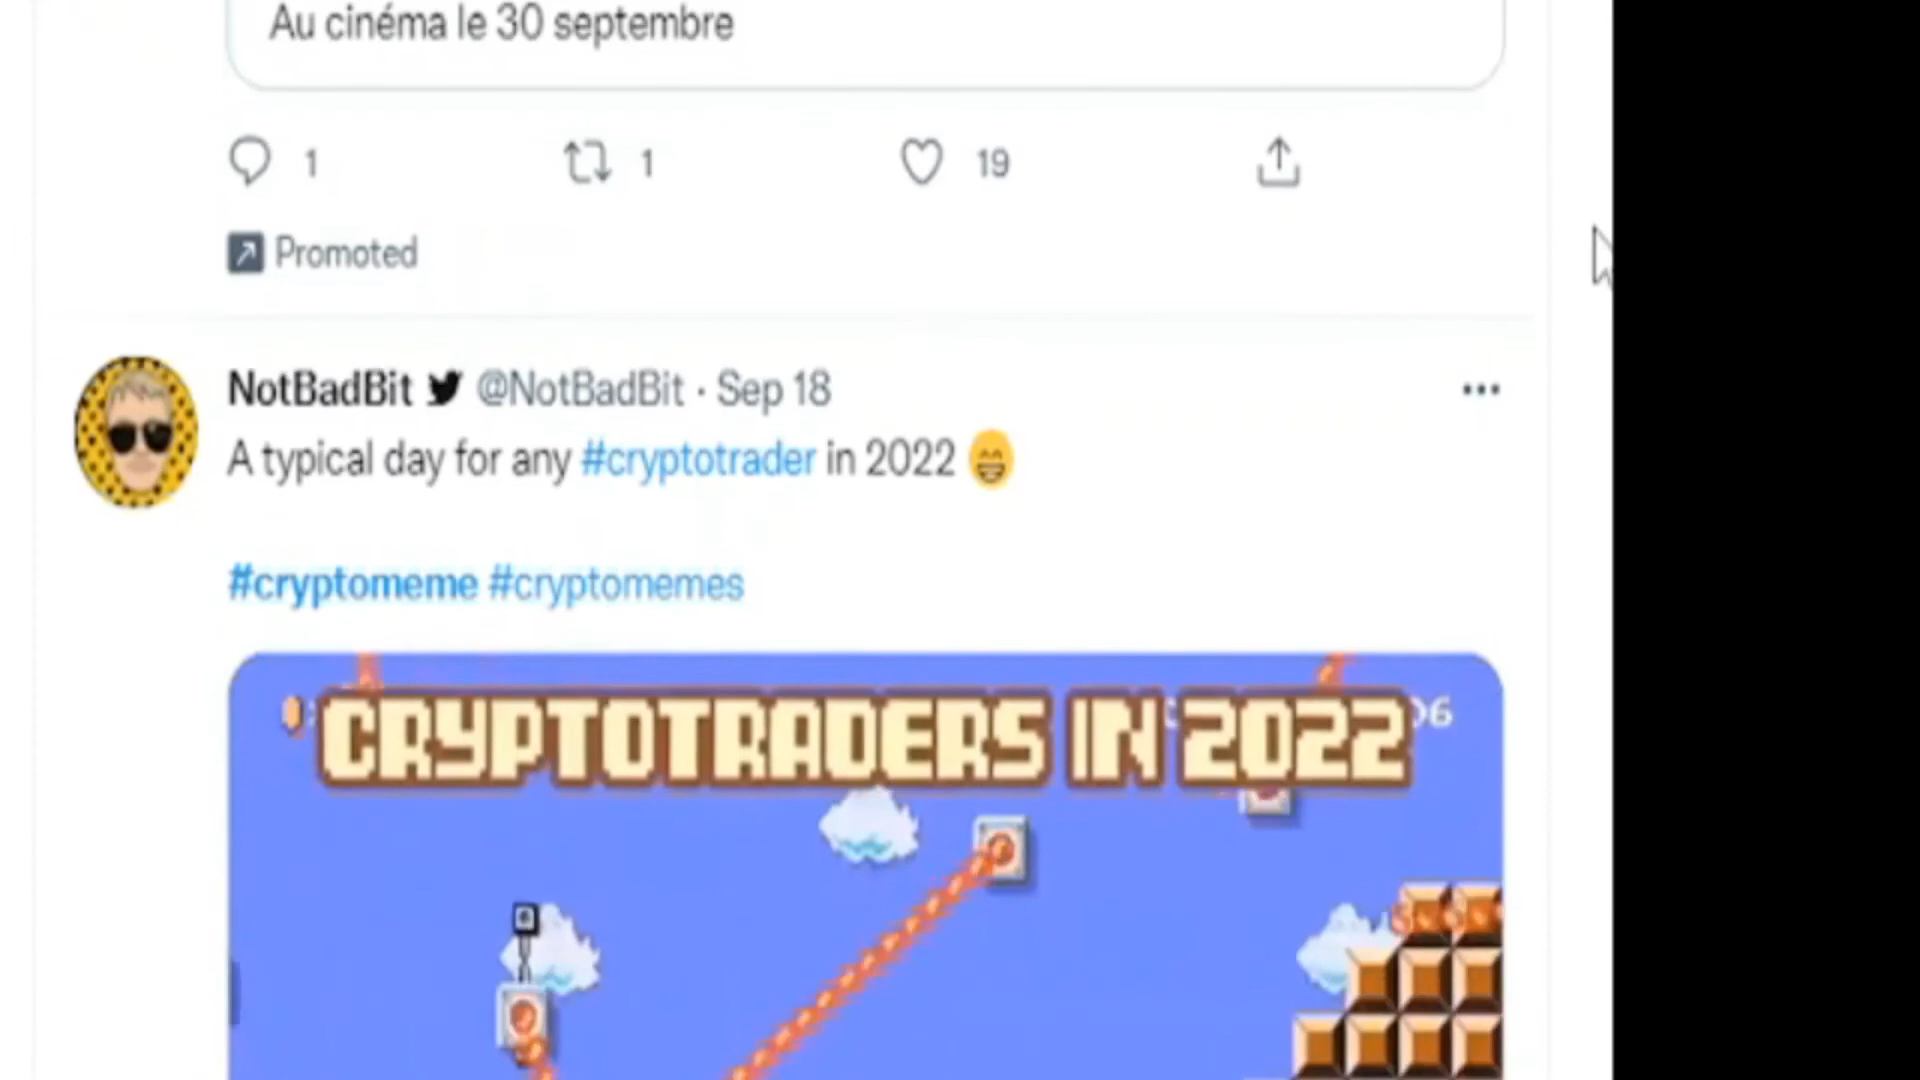 Au cinéma le 30 septembre
1 1 19
Promoted
NotBadBit @NotBadBit · Sep 18
A typical day for any #cryptotrader in 2022 😄
#cryptomeme #cryptomemes
CRYPTOTRADERS IN 2022
06